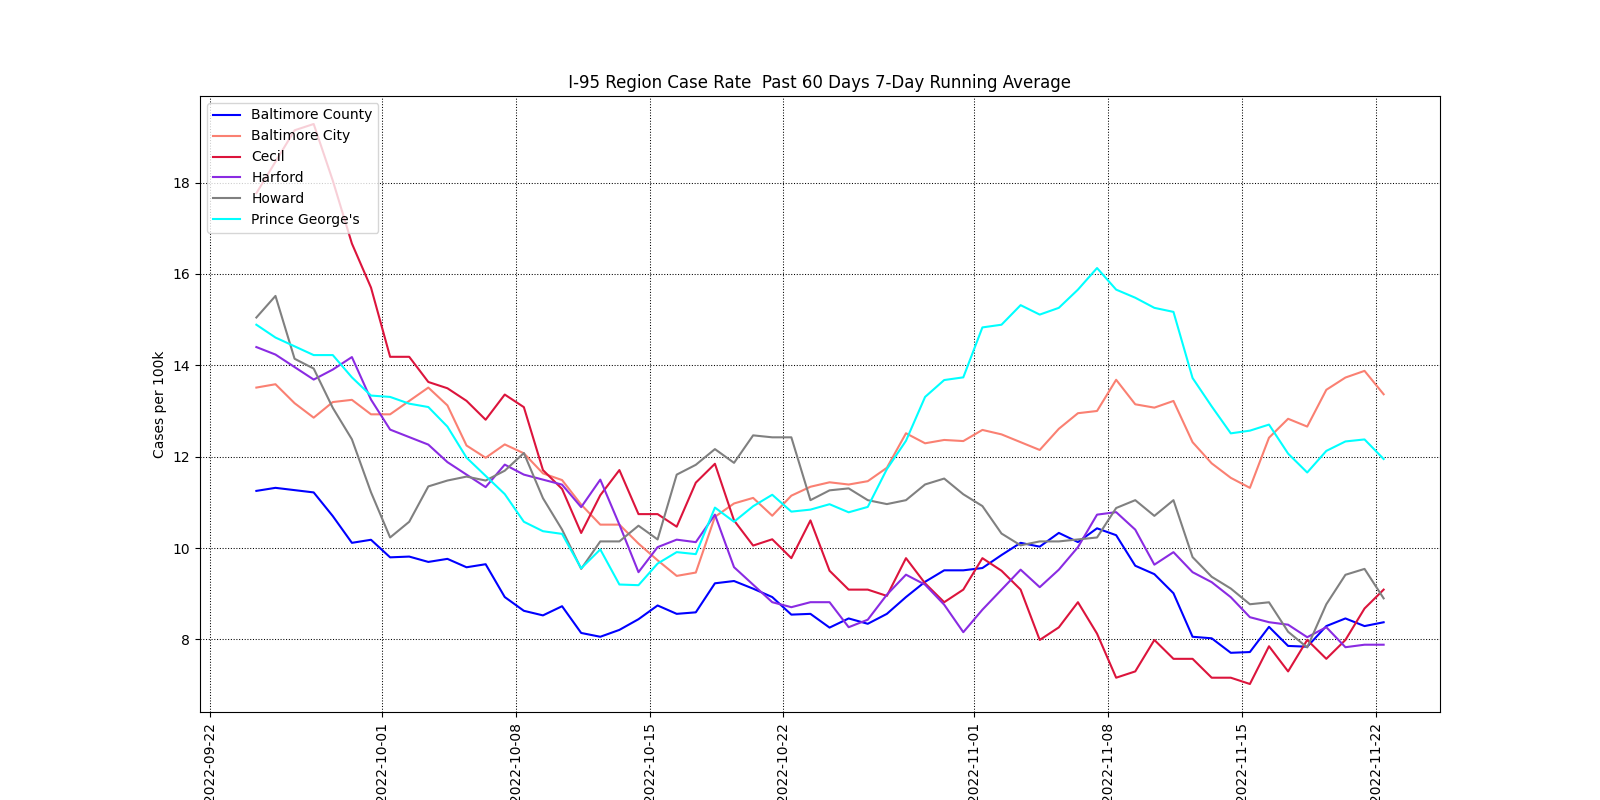 I-95 Region Case Rate  Past 60 Days 7-Day Running Average
Baltimore County
Baltimore City
Cecil
Harford
Howard
Prince George's
Cases per 100k
18
16
14
12
10
8
2022-09-22
2022-10-01
2022-10-08
2022-10-15
2022-10-22
2022-11-01
2022-11-08
2022-11-15
2022-11-22